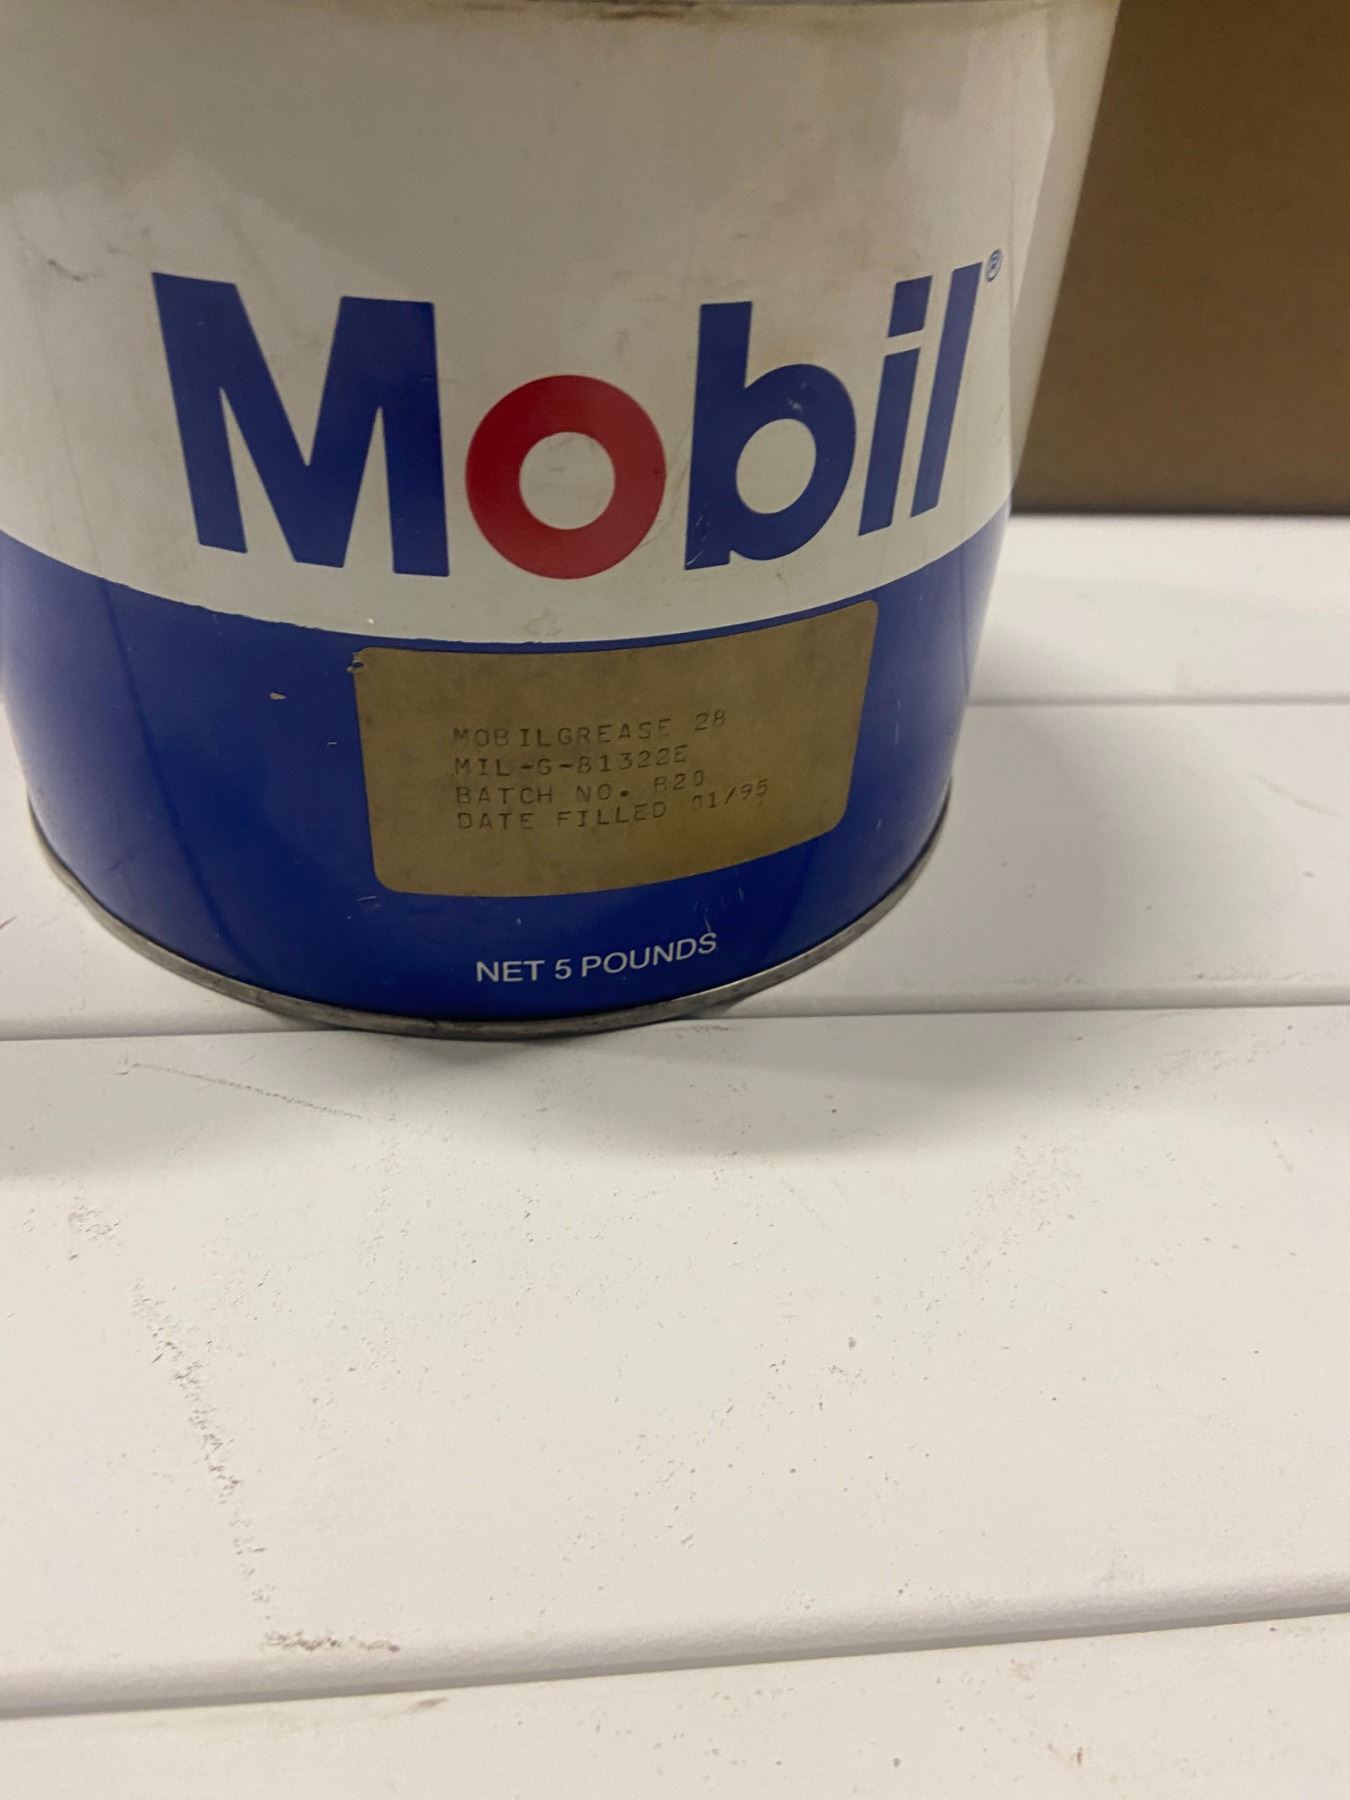 Mobil®
MOBILGREASE 28
MIL-G-81322E
BATCH NO. B20
DATE FILLED 01/95
NET 5 POUNDS